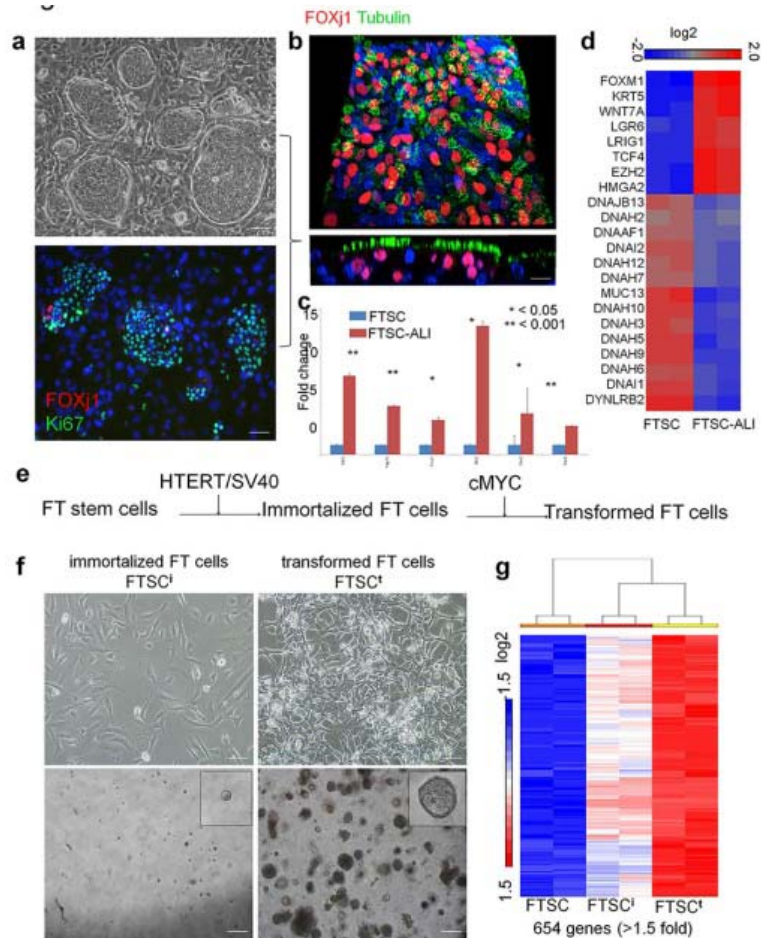 a
FOXj1
Ki67
FOXj1 Tubulin
b
c
15
10
5
0
Fold change
FTSC
FTSC-ALI
* < 0.05
** < 0.001
**
**
*
*
*
**
d
log2
-2.0
2.0
FOXM1
KRT5
WNT7A
LGR6
LRIG1
TCF4
EZH2
HMGA2
DNAJB13
DNAH2
DNAAF1
DNAI2
DNAH12
DNAH7
MUC13
DNAH10
DNAH3
DNAH5
DNAH9
DNAH6
DNAI1
DYNLRB2
FTSC FTSC-ALI
e
HTERT/SV40
cMYC
FT stem cells
Immortalized FT cells
Transformed FT cells
f
immortalized FT cells
FTSCi
transformed FT cells
FTSCt
g
log2
1.5
1.5
FTSC FTSCi FTSCt
654 genes (>1.5 fold)